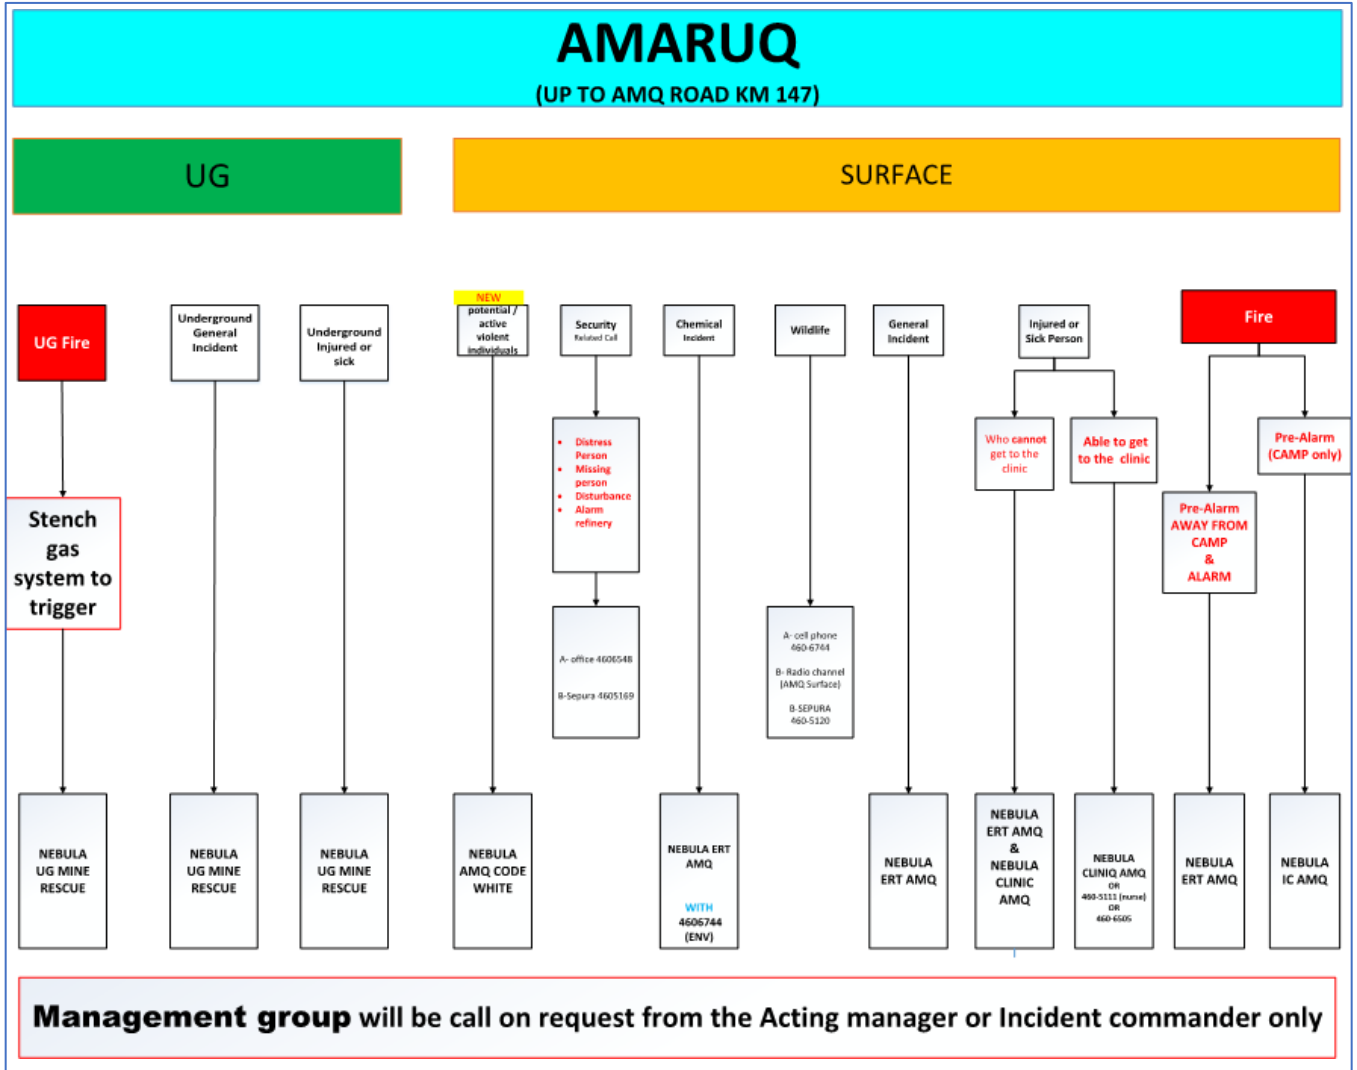 AMARUQ
(UP TO AMQ ROAD KM 147)
UG
SURFACE
UG Fire
Underground
General
Incident
Underground
Injured or
sick
NEW
potential /
active
violent
individuals
Security
Related Call
Chemical
Incident
Wildlife
General
Incident
Injured or
Sick Person
Fire
Stench
gas
system to
trigger
• Distress
Person
• Missing
person
• Disturbance
• Alarm
refinery
Who cannot
get to the
clinic
Able to get
to the clinic
Pre-Alarm
AWAY FROM
CAMP
&
ALARM
Pre-Alarm
(CAMP only)
A- office 4606548
B-Sepura 4605169
A- cell phone
460-6744
B- Radio channel
(AMQ Surface)
B-SEPURA
460-5120
NEBULA
UG MINE
RESCUE
NEBULA
UG MINE
RESCUE
NEBULA
UG MINE
RESCUE
NEBULA
AMQ CODE
WHITE
NEBULA ERT
AMQ
WITH
4606744
(ENV)
NEBULA
ERT AMQ
NEBULA
ERT AMQ
&
NEBULA
CLINIC
AMQ
NEBULA
CLINIQ AMQ
OR
460-5111 (nurse)
OR
460-6505
NEBULA
ERT AMQ
NEBULA
IC AMQ
Management group will be call on request from the Acting manager or Incident commander only